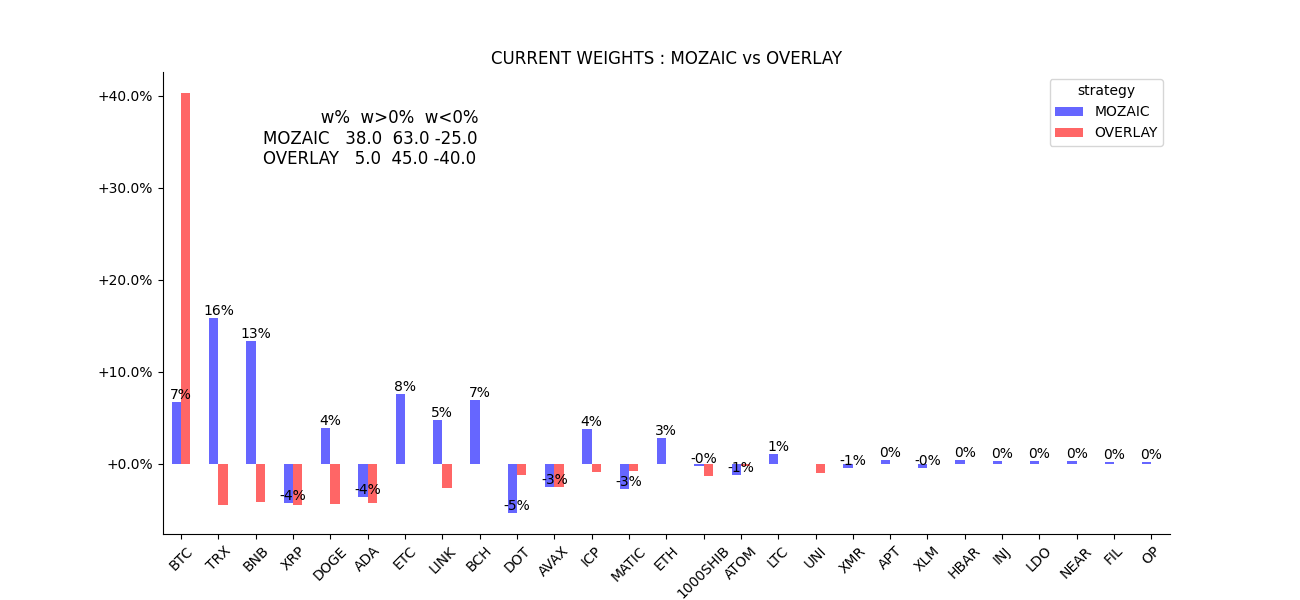 CURRENT WEIGHTS : MOZAIC vs OVERLAY
strategy
MOZAIC
OVERLAY
w% w>0% w<0%
MOZAIC 38.0 63.0 -25.0
OVERLAY 5.0 45.0 -40.0
+40.0%
+30.0%
+20.0%
+10.0%
+0.0%
7% 16% 13% -4% 4% -4% 8% 5% 7% -5% -3% 4% -3% 3% -0% -1% 1% -1% 0% -0% 0% 0% 0% 0% 0% 0%
BTC TRX BNB XRP DOGE ADA ETC LINK BCH DOT AVAX ICP MATIC ETH 1000SHIB ATOM LTC UNI XMR APT XLM HBAR INJ LDO NEAR FIL OP